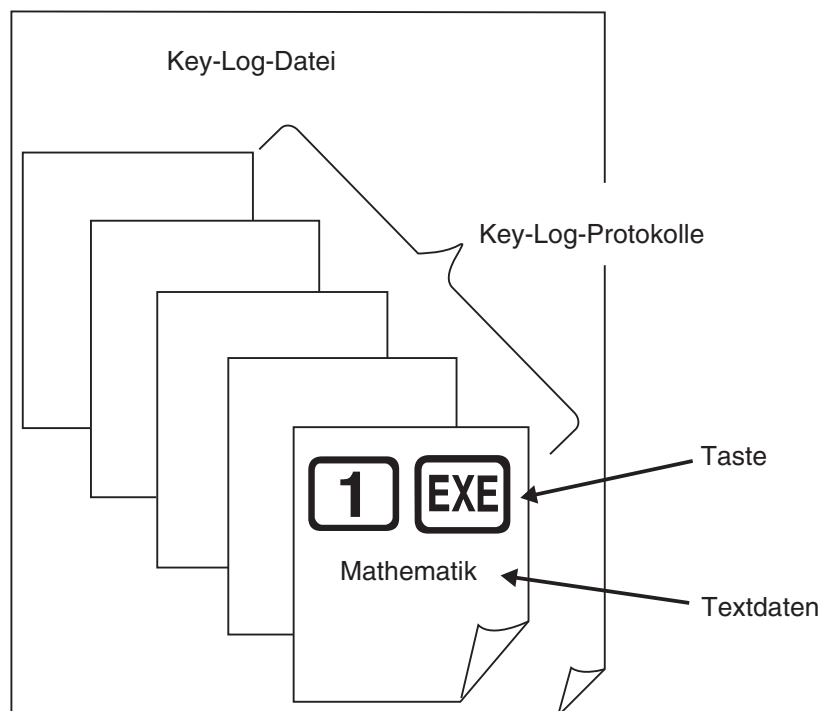 Key-Log-Datei
Key-Log-Protokolle
1 EXE
Taste
Mathematik
Textdaten